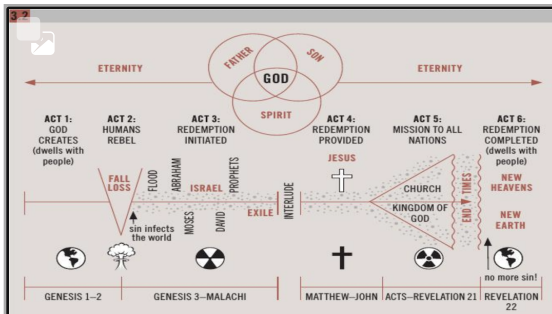 3.2
FATHER
SON
GOD
SPIRIT
ETERNITY
ETERNITY
ACT 1:
GOD
CREATES
(dwells with
people)
ACT 2:
HUMANS
REBEL
ACT 3:
REDEMPTION
INITIATED
ACT 4:
REDEMPTION
PROVIDED
ACT 5:
MISSION TO ALL
NATIONS
ACT 6:
REDEMPTION
COMPLETED
(dwells with
people)
FALL
LOSS
FLOOD
ABRAHAM
ISRAEL
PROPHETS
MOSES
DAVID
EXILE
INTERLUDE
sin infects
the world
JESUS
CHURCH
KINGDOM OF
GOD
END TIMES
NEW
HEAVENS
NEW
EARTH
no more sin!
GENESIS 1–2
GENESIS 3–MALACHI
MATTHEW–JOHN
ACTS–REVELATION 21
REVELATION
22